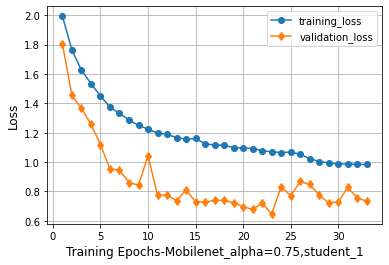 training_loss
validation_loss
Loss
2.0
1.8
1.6
1.4
1.2
1.0
0.8
0.6
0 5 10 15 20 25 30
Training Epochs-Mobilenet_alpha=0.75,student_1